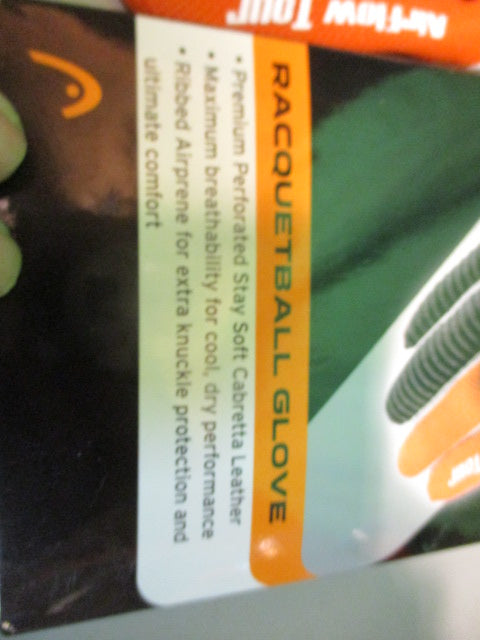 AirFlow Tour
RACQUETBALL GLOVE
• Premium Perforated Stay Soft Cabretta Leather
• Maximum breathability for cool, dry performance
• Ribbed Airprene for extra knuckle protection and
ultimate comfort
Tour